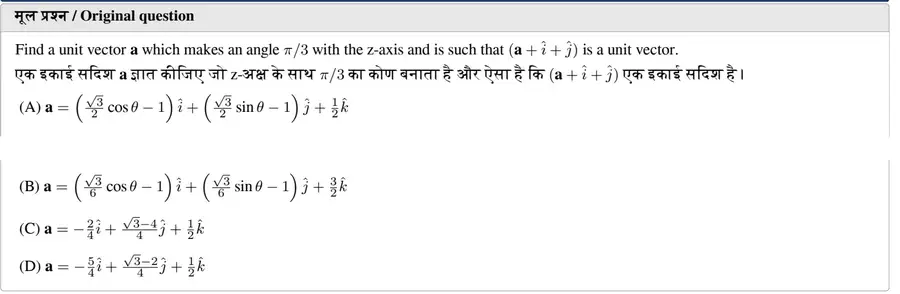 मूल प्रश्न / Original question
Find a unit vector a which makes an angle π/3 with the z-axis and is such that (a + î + ĵ) is a unit vector.
एक इकाई सदिश a ज्ञात कीजिए जो z-अक्ष के साथ π/3 का कोण बनाता है और ऐसा है कि (a + î + ĵ) एक इकाई सदिश है।
(A) a = (√3/2 cos θ − 1) î + (√3/2 sin θ − 1) ĵ + 1/2 k̂
(B) a = (√3/6 cos θ − 1) î + (√3/6 sin θ − 1) ĵ + 3/2 k̂
(C) a = −2/4 î + √3−4/4 ĵ + 1/2 k̂
(D) a = −5/4 î + √3−2/4 ĵ + 1/2 k̂